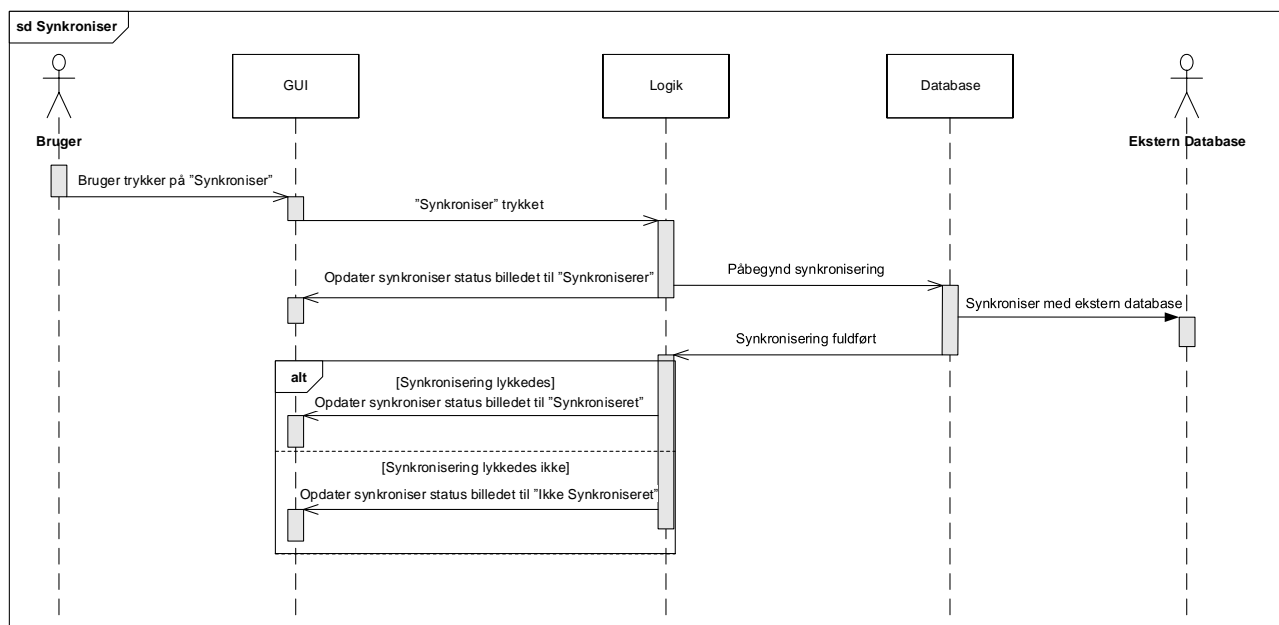 sd Synkroniser
GUI
Logik
Database
Bruger
Ekstern Database
Bruger trykker på ”Synkroniser”
”Synkroniser” trykket
Påbegynd synkronisering
Opdater synkroniser status billedet til ”Synkroniserer”
Synkroniser med ekstern database
Synkronisering fuldført
alt
[Synkronisering lykkedes]
Opdater synkroniser status billedet til ”Synkroniseret”
[Synkronisering lykkedes ikke]
Opdater synkroniser status billedet til ”Ikke Synkroniseret”